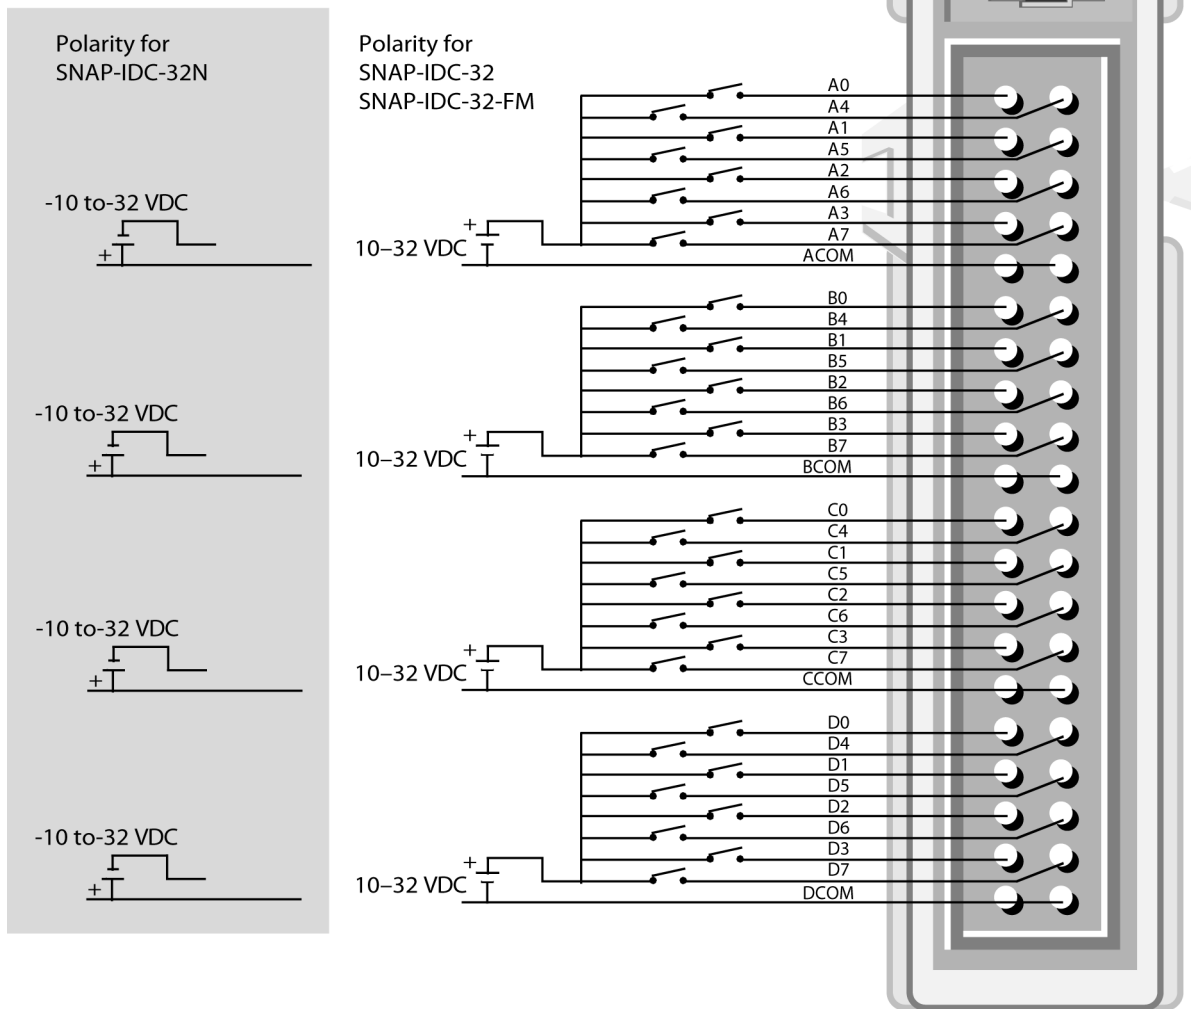 Polarity for
SNAP-IDC-32N
Polarity for
SNAP-IDC-32
SNAP-IDC-32-FM
A0
A4
A1
A5
A2
A6
A3
A7
ACOM
-10 to-32 VDC
+
+
10–32 VDC
B0
B4
B1
B5
B2
B6
B3
B7
BCOM
-10 to-32 VDC
+
+
10–32 VDC
C0
C4
C1
C5
C2
C6
C3
C7
CCOM
-10 to-32 VDC
+
+
10–32 VDC
D0
D4
D1
D5
D2
D6
D3
D7
DCOM
-10 to-32 VDC
+
+
10–32 VDC